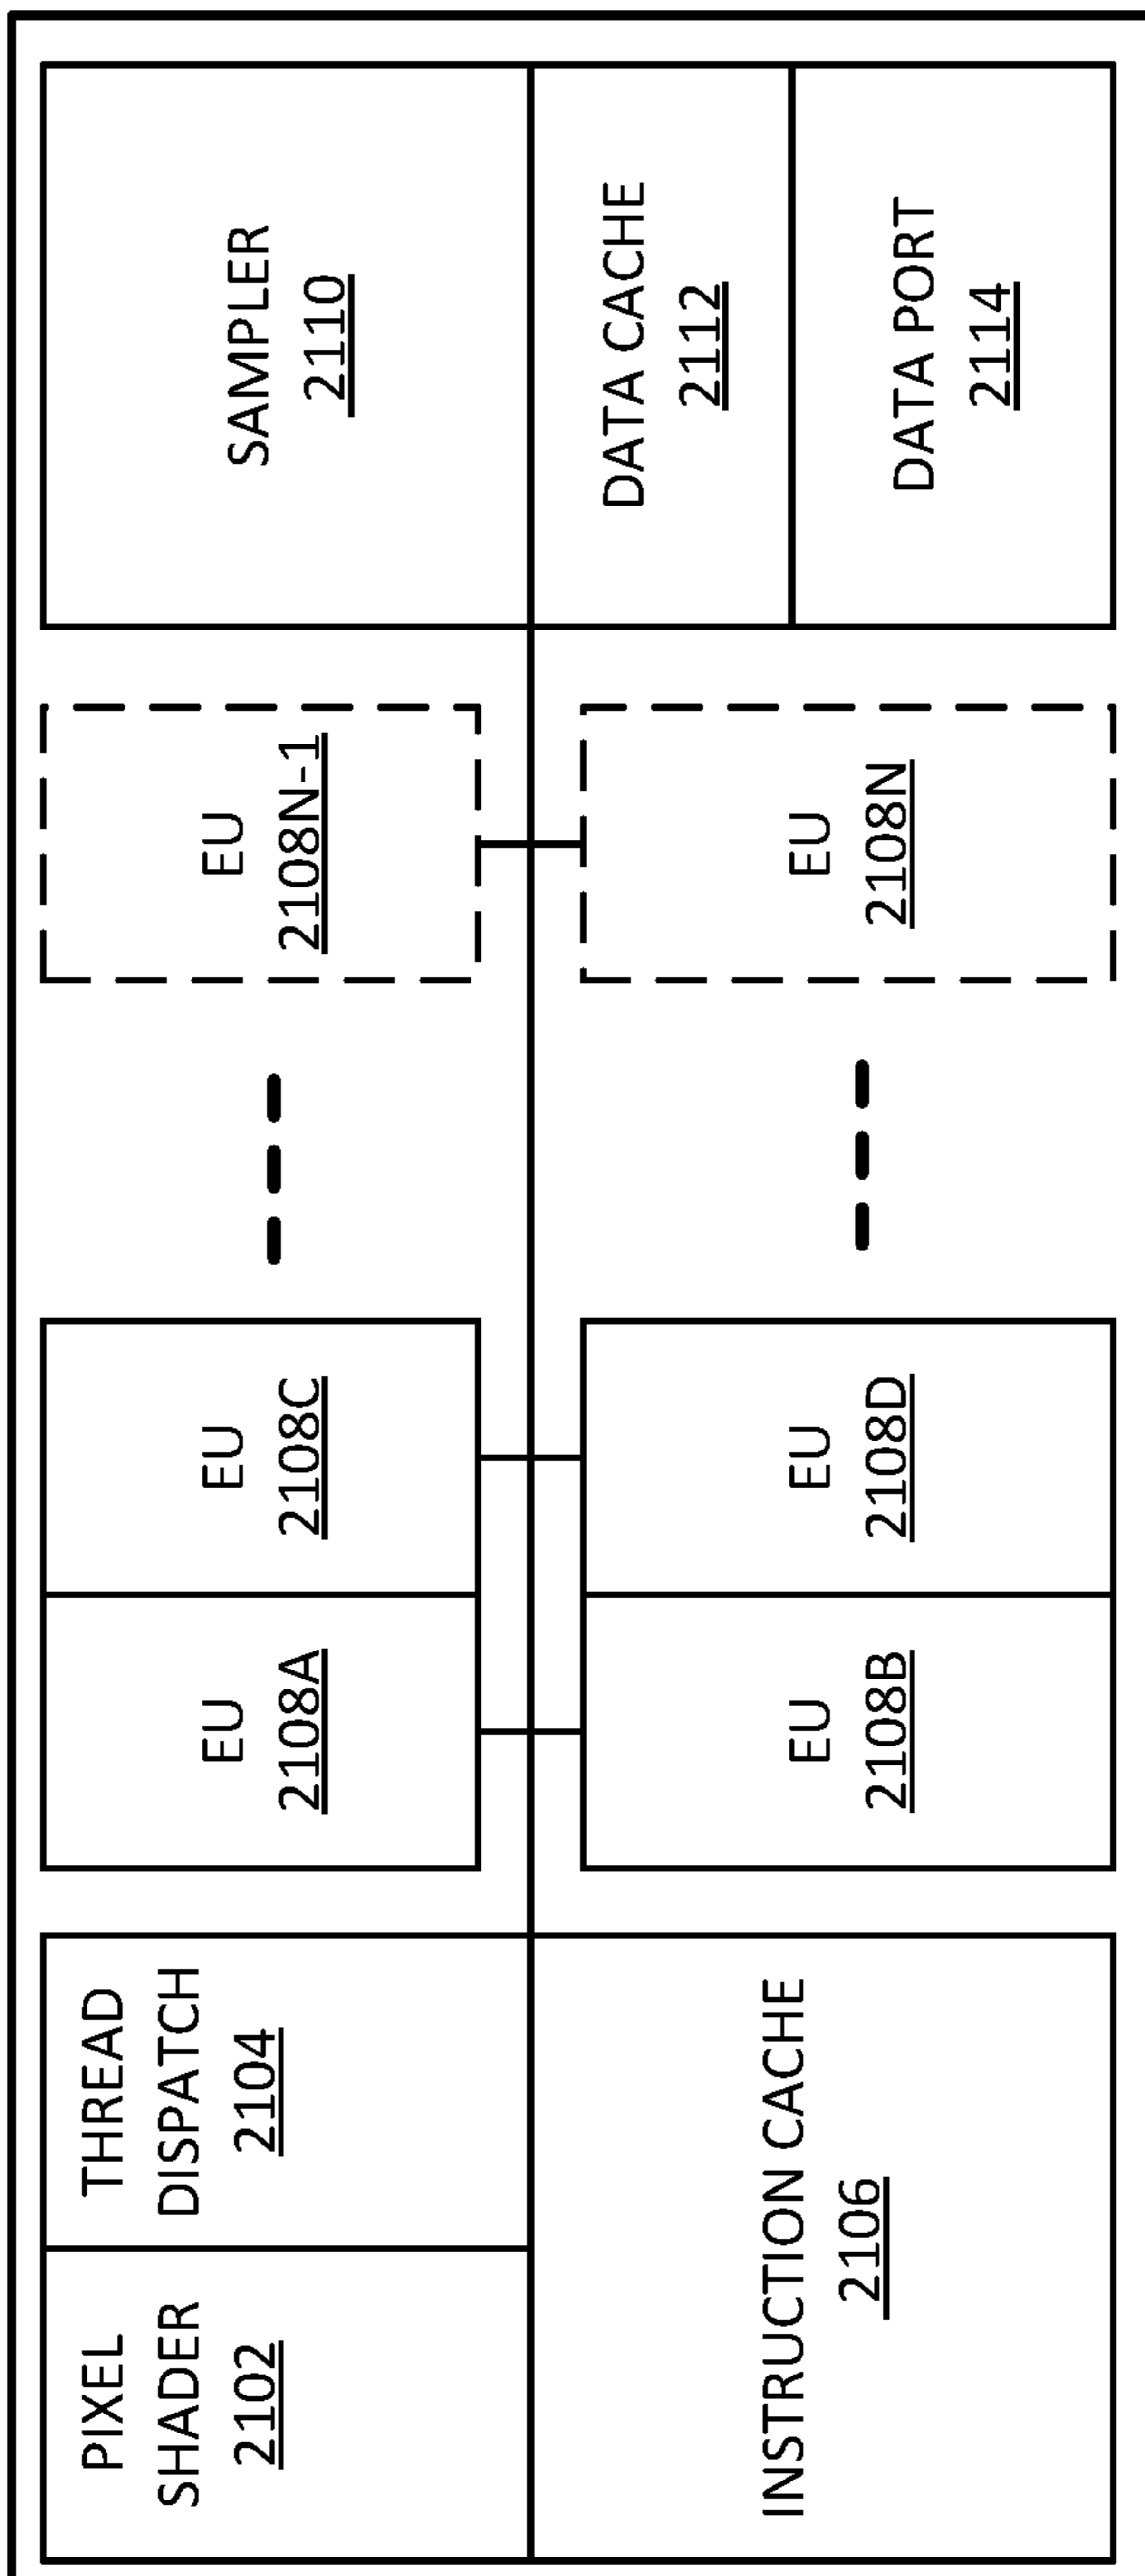 PIXEL
SHADER
2102
THREAD
DISPATCH
2104
INSTRUCTION CACHE
2106
EU
2108A
EU
2108C
EU
2108B
EU
2108D
EU
2108N-1
EU
2108N
SAMPLER
2110
DATA CACHE
2112
DATA PORT
2114